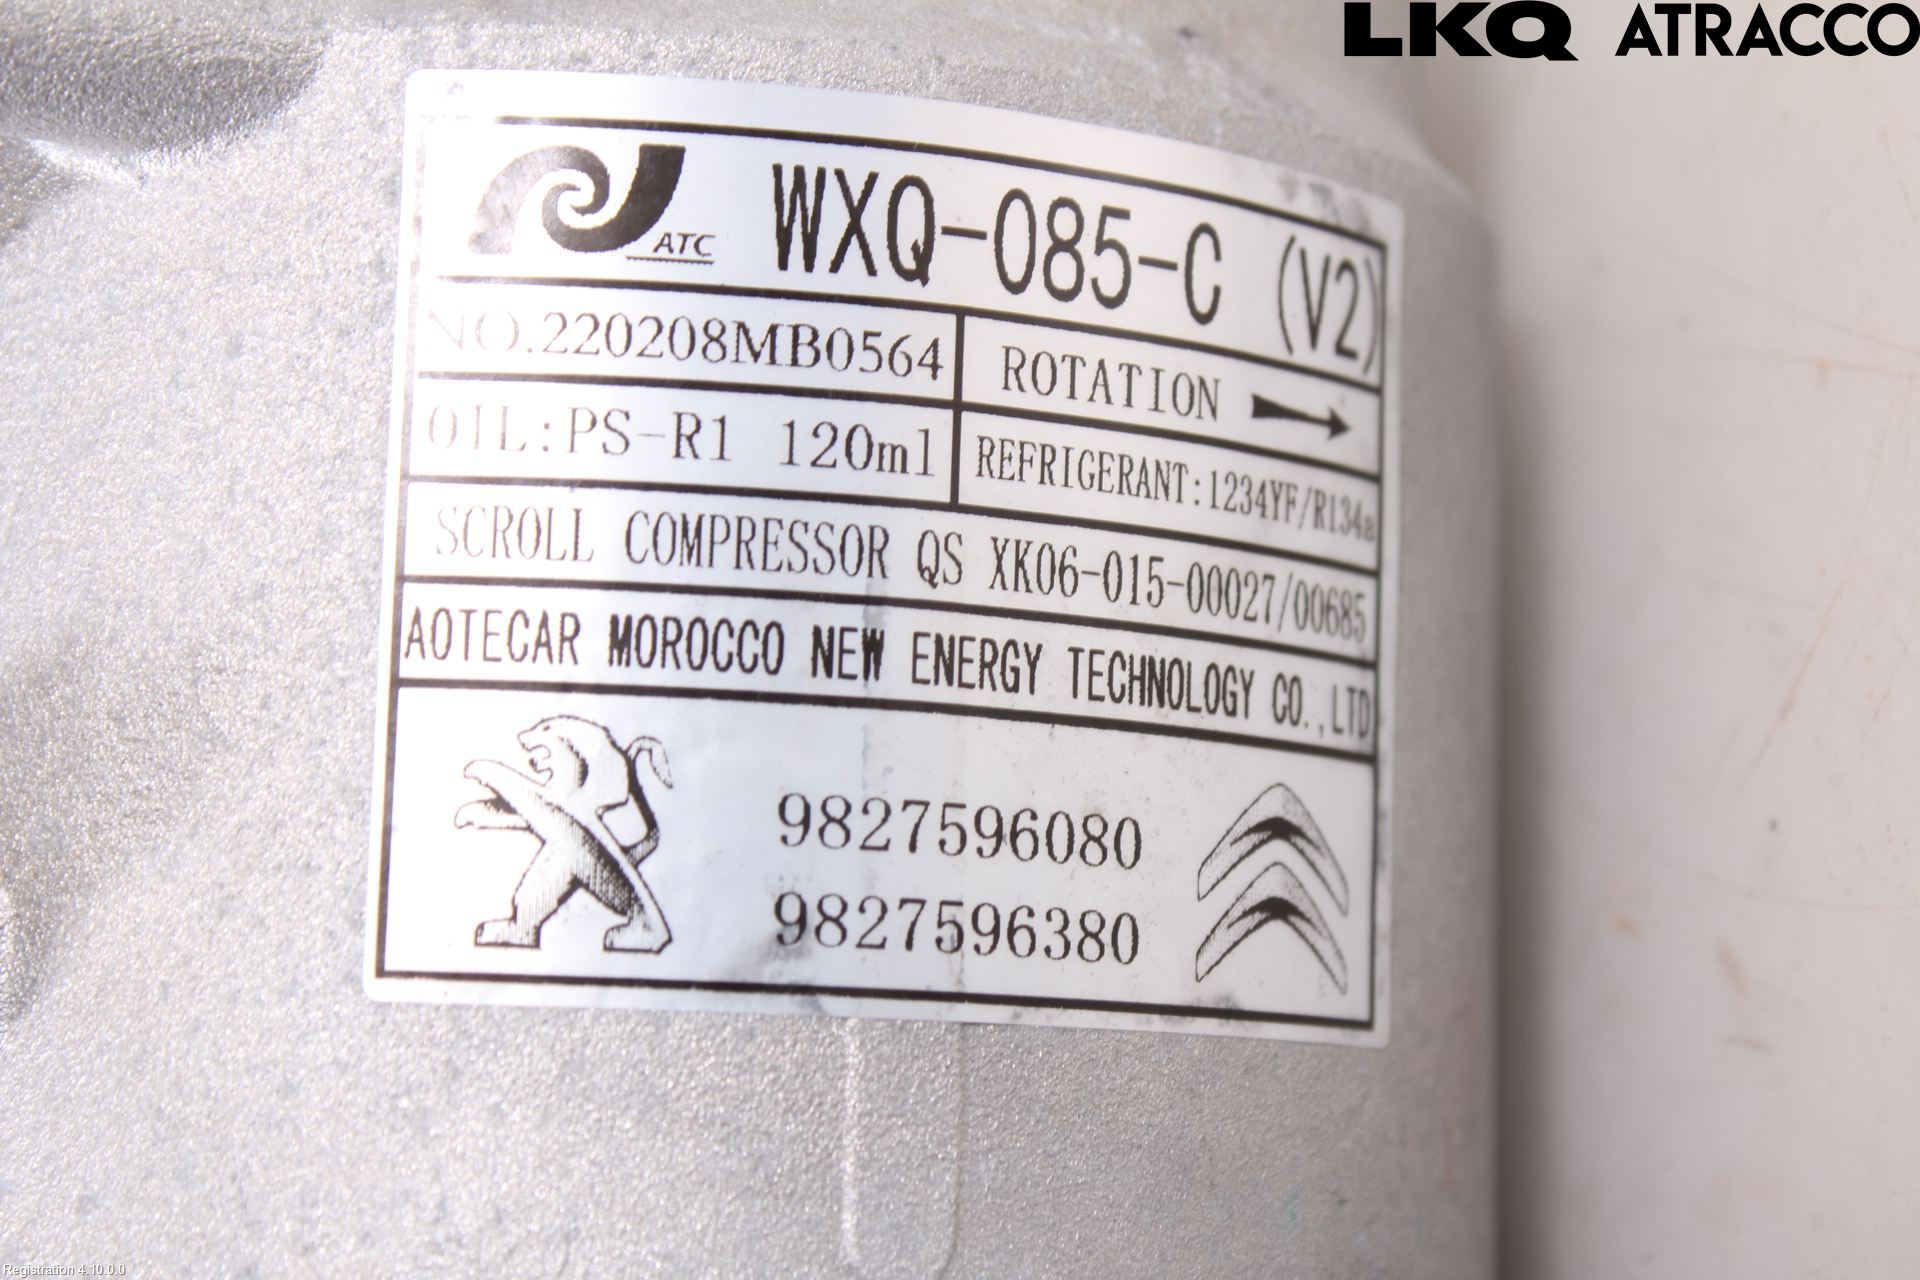 LKQ ATRACCO
ATC WXQ-085-C (V2)
NO.220208MB0564
ROTATION
OIL:PS-R1 120ml
REFRIGERANT:1234YF/R134a
SCROLL COMPRESSOR QS XK06-015-00027/00685
AOTECAR MOROCCO NEW ENERGY TECHNOLOGY CO.,LTD
9827596080
9827596380
Registration 4.10.0.0